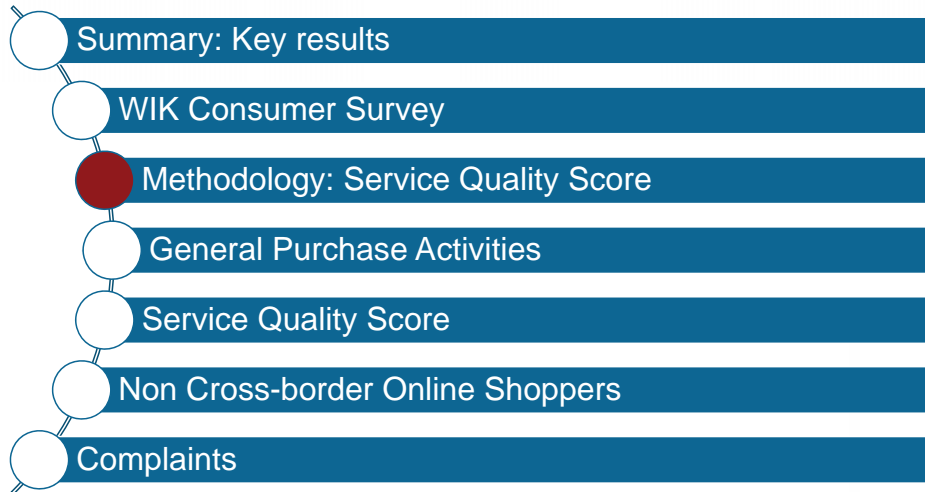 Summary: Key results
WIK Consumer Survey
Methodology: Service Quality Score
General Purchase Activities
Service Quality Score
Non Cross-border Online Shoppers
Complaints